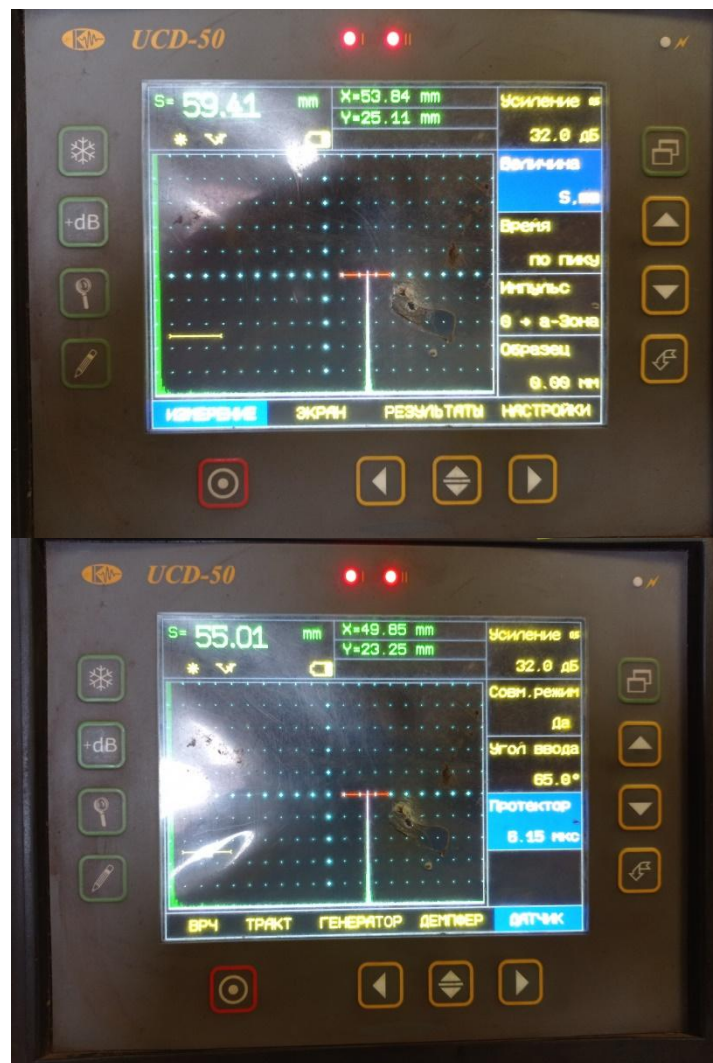 UCD-50
I II
S= 59.41 mm
X=53.84 mm
Y=25.11 mm
Усиление
32.0 дБ
Величина
S,mm
Время
по пику
Импульс
0 → а-Зона
Образец
0.00 мм
ИЗМЕРЕНИЕ ЭКРАН РЕЗУЛЬТАТЫ НАСТРОЙКИ
+dB
UCD-50
I II
S= 55.01 mm
X=49.85 mm
Y=23.25 mm
Усиление
32.0 дБ
Совм.режим
Да
Угол ввода
65.0°
Протектор
8.15 мкс
ВРЧ ТРАКТ ГЕНЕРАТОР ДЕМПФЕР ДАТЧИК
+dB